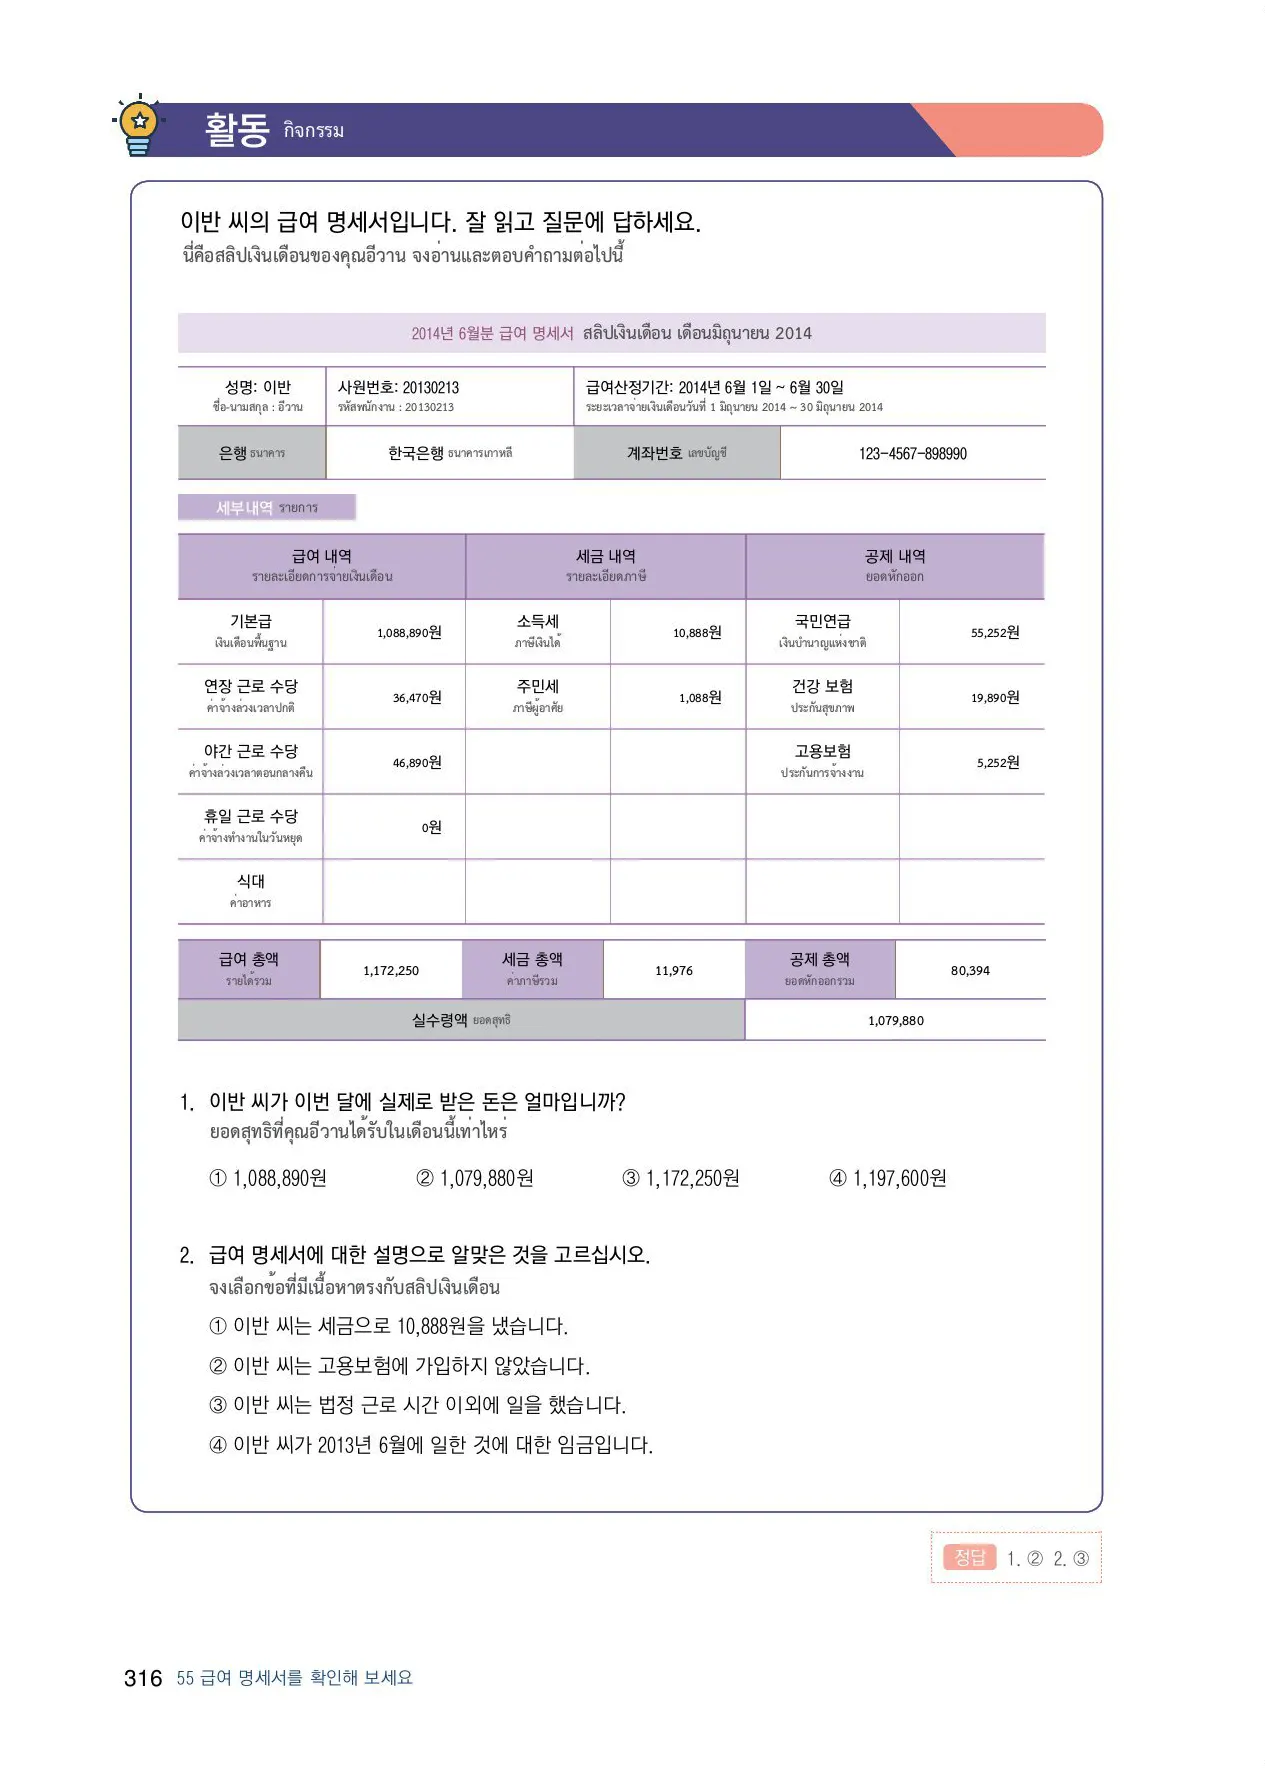 활동 กิจกรรม
이반 씨의 급여 명세서입니다. 잘 읽고 질문에 답하세요.
นี่คือสลิปเงินเดือนของคุณอีวาน จงอ่านและตอบคำถามต่อไปนี้
2014년 6월분 급여 명세서 สลิปเงินเดือน เดือนมิถุนายน 2014
성명: 이반 사원번호: 20130213 급여산정기간: 2014년 6월 1일 ~ 6월 30일
ชื่อ-นามสกุล : อีวาน รหัสพนักงาน : 20130213 ระยะเวลาจ่ายเงินเดือนวันที่ 1 มิถุนายน 2014 ~ 30 มิถุนายน 2014
은행 ธนาคาร 한국은행 ธนาคารเกาหลี 계좌번호 เลขบัญชี 123-4567-898990
세부내역 รายการ
급여 내역 세금 내역 공제 내역
รายละเอียดการจ่ายเงินเดือน รายละเอียดภาษี ยอดหักออก
기본급 1,088,890원 소득세 10,888원 국민연급 55,252원
เงินเดือนพื้นฐาน ภาษีเงินได้ เงินบำนาญแห่งชาติ
연장 근로 수당 36,470원 주민세 1,088원 건강 보험 19,890원
ค่าจ้างล่วงเวลาปกติ ภาษีผู้อาศัย ประกันสุขภาพ
야간 근로 수당 46,890원 고용보험 5,252원
ค่าจ้างล่วงเวลาตอนกลางคืน ประกันการจ้างงาน
휴일 근로 수당 0원
ค่าจ้างทำงานในวันหยุด
식대
ค่าอาหาร
급여 총액 1,172,250 세금 총액 11,976 공제 총액 80,394
รายได้รวม ค่าภาษีรวม ยอดหักออกรวม
실수령액 ยอดสุทธิ 1,079,880
1. 이반 씨가 이번 달에 실제로 받은 돈은 얼마입니까?
ยอดสุทธิที่คุณอีวานได้รับในเดือนนี้เท่าไหร่
① 1,088,890원 ② 1,079,880원 ③ 1,172,250원 ④ 1,197,600원
2. 급여 명세서에 대한 설명으로 알맞은 것을 고르십시오.
จงเลือกข้อที่มีเนื้อหาตรงกับสลิปเงินเดือน
① 이반 씨는 세금으로 10,888원을 냈습니다.
② 이반 씨는 고용보험에 가입하지 않았습니다.
③ 이반 씨는 법정 근로 시간 이외에 일을 했습니다.
④ 이반 씨가 2013년 6월에 일한 것에 대한 임금입니다.
정답 1. ② 2. ③
316 55 급여 명세서를 확인해 보세요